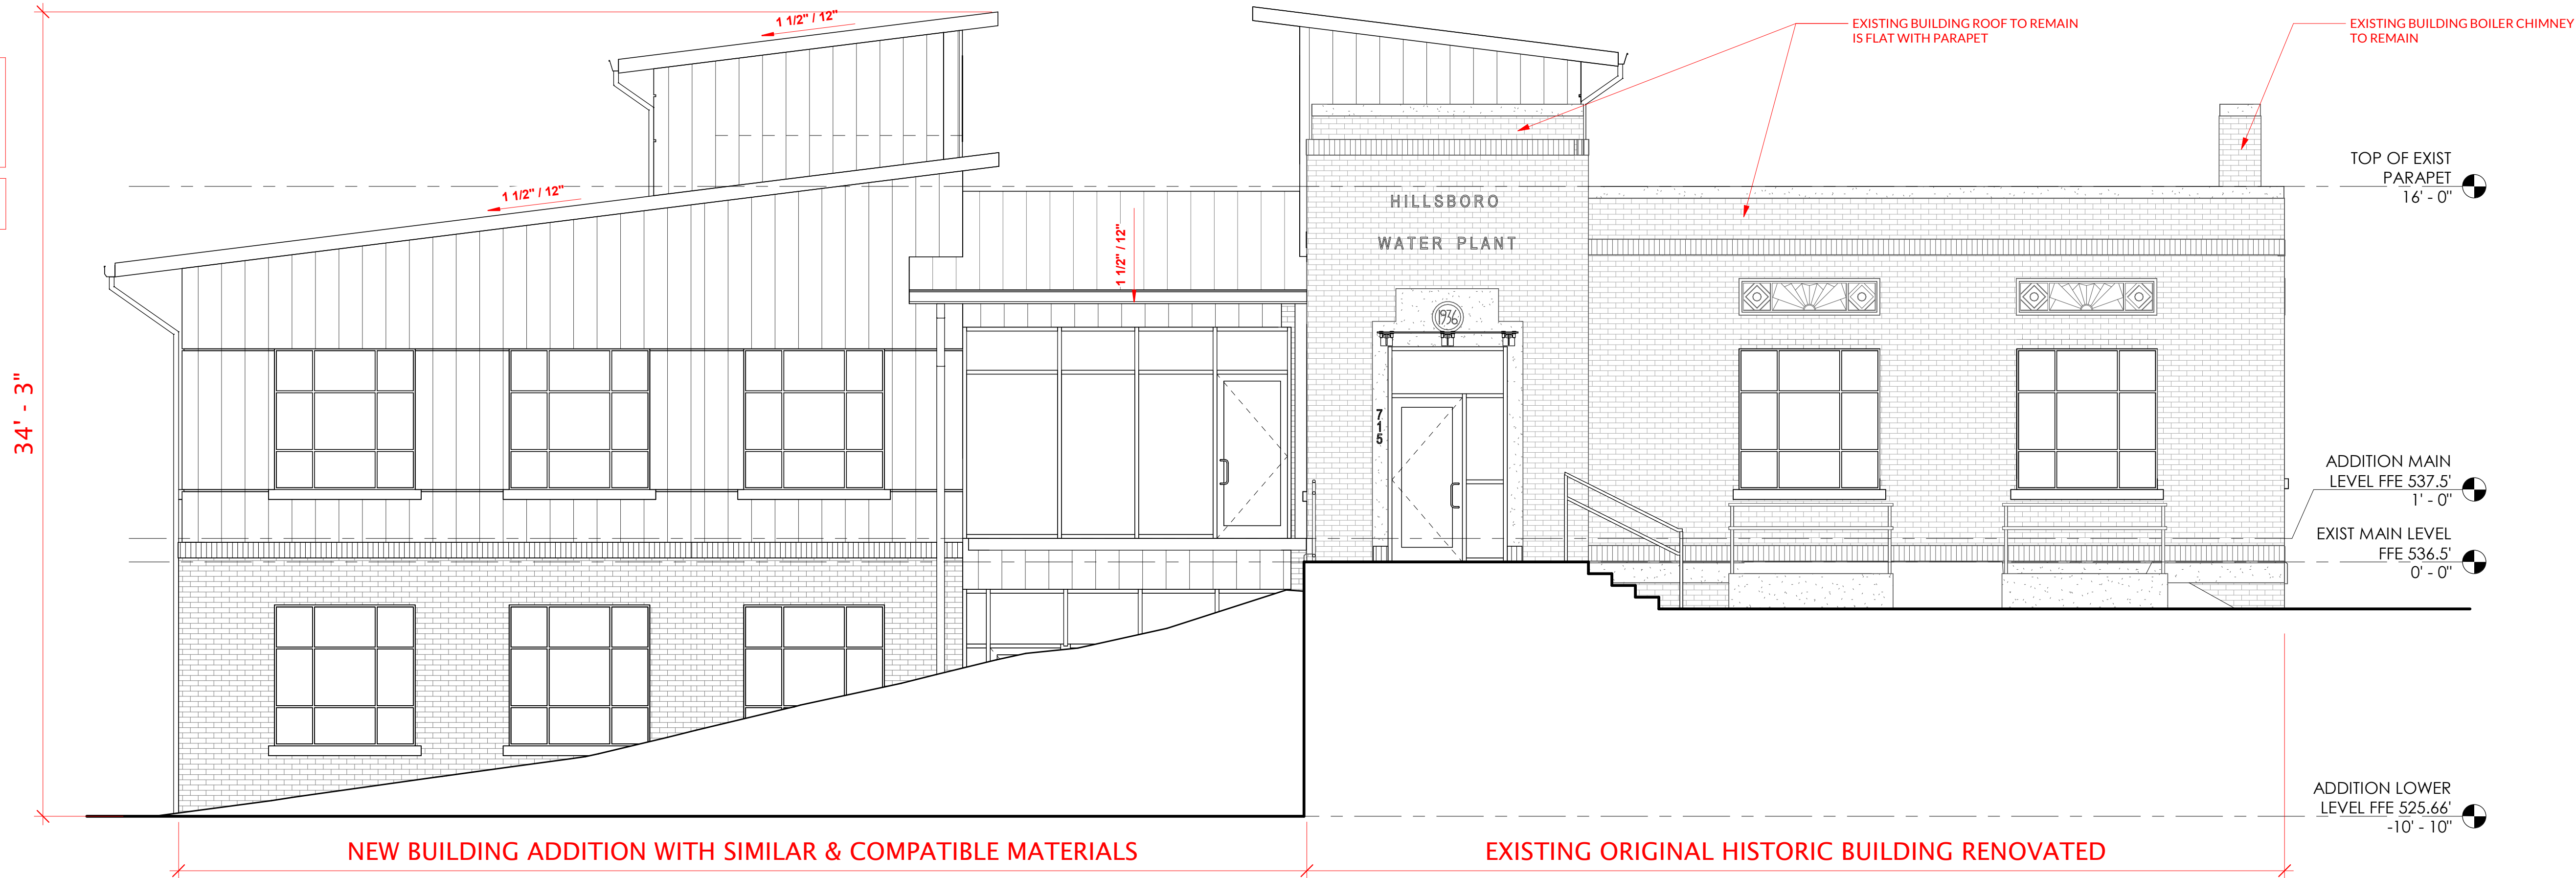 1 1/2" / 12"
EXISTING BUILDING ROOF TO REMAIN
IS FLAT WITH PARAPET
EXISTING BUILDING BOILER CHIMNEY
TO REMAIN
TOP OF EXIST
PARAPET
16' - 0"
1 1/2" / 12"
HILLSBORO
WATER PLANT
1 1/2" / 12"
1936
34' - 3"
715
ADDITION MAIN
LEVEL FFE 537.5'
1' - 0"
EXIST MAIN LEVEL
FFE 536.5'
0' - 0"
ADDITION LOWER
LEVEL FFE 525.66'
-10' - 10"
NEW BUILDING ADDITION WITH SIMILAR & COMPATIBLE MATERIALS
EXISTING ORIGINAL HISTORIC BUILDING RENOVATED